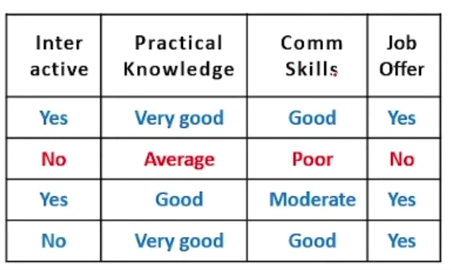 Inter active | Practical Knowledge | Comm Skills | Job Offer
Yes | Very good | Good | Yes
No | Average | Poor | No
Yes | Good | Moderate | Yes
No | Very good | Good | Yes